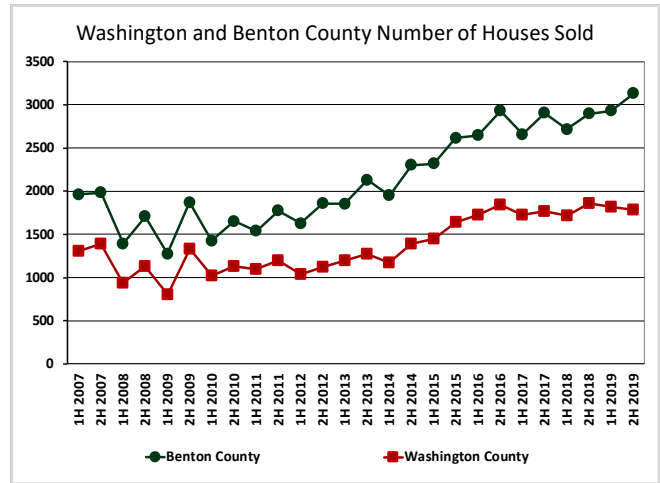 Washington and Benton County Number of Houses Sold
3500
3000
2500
2000
1500
1000
500
0
1H 2007
2H 2007
1H 2008
2H 2008
1H 2009
2H 2009
1H 2010
2H 2010
1H 2011
2H 2011
1H 2012
2H 2012
1H 2013
2H 2013
1H 2014
2H 2014
1H 2015
2H 2015
1H 2016
2H 2016
1H 2017
2H 2017
1H 2018
2H 2018
1H 2019
2H 2019
Benton County
Washington County